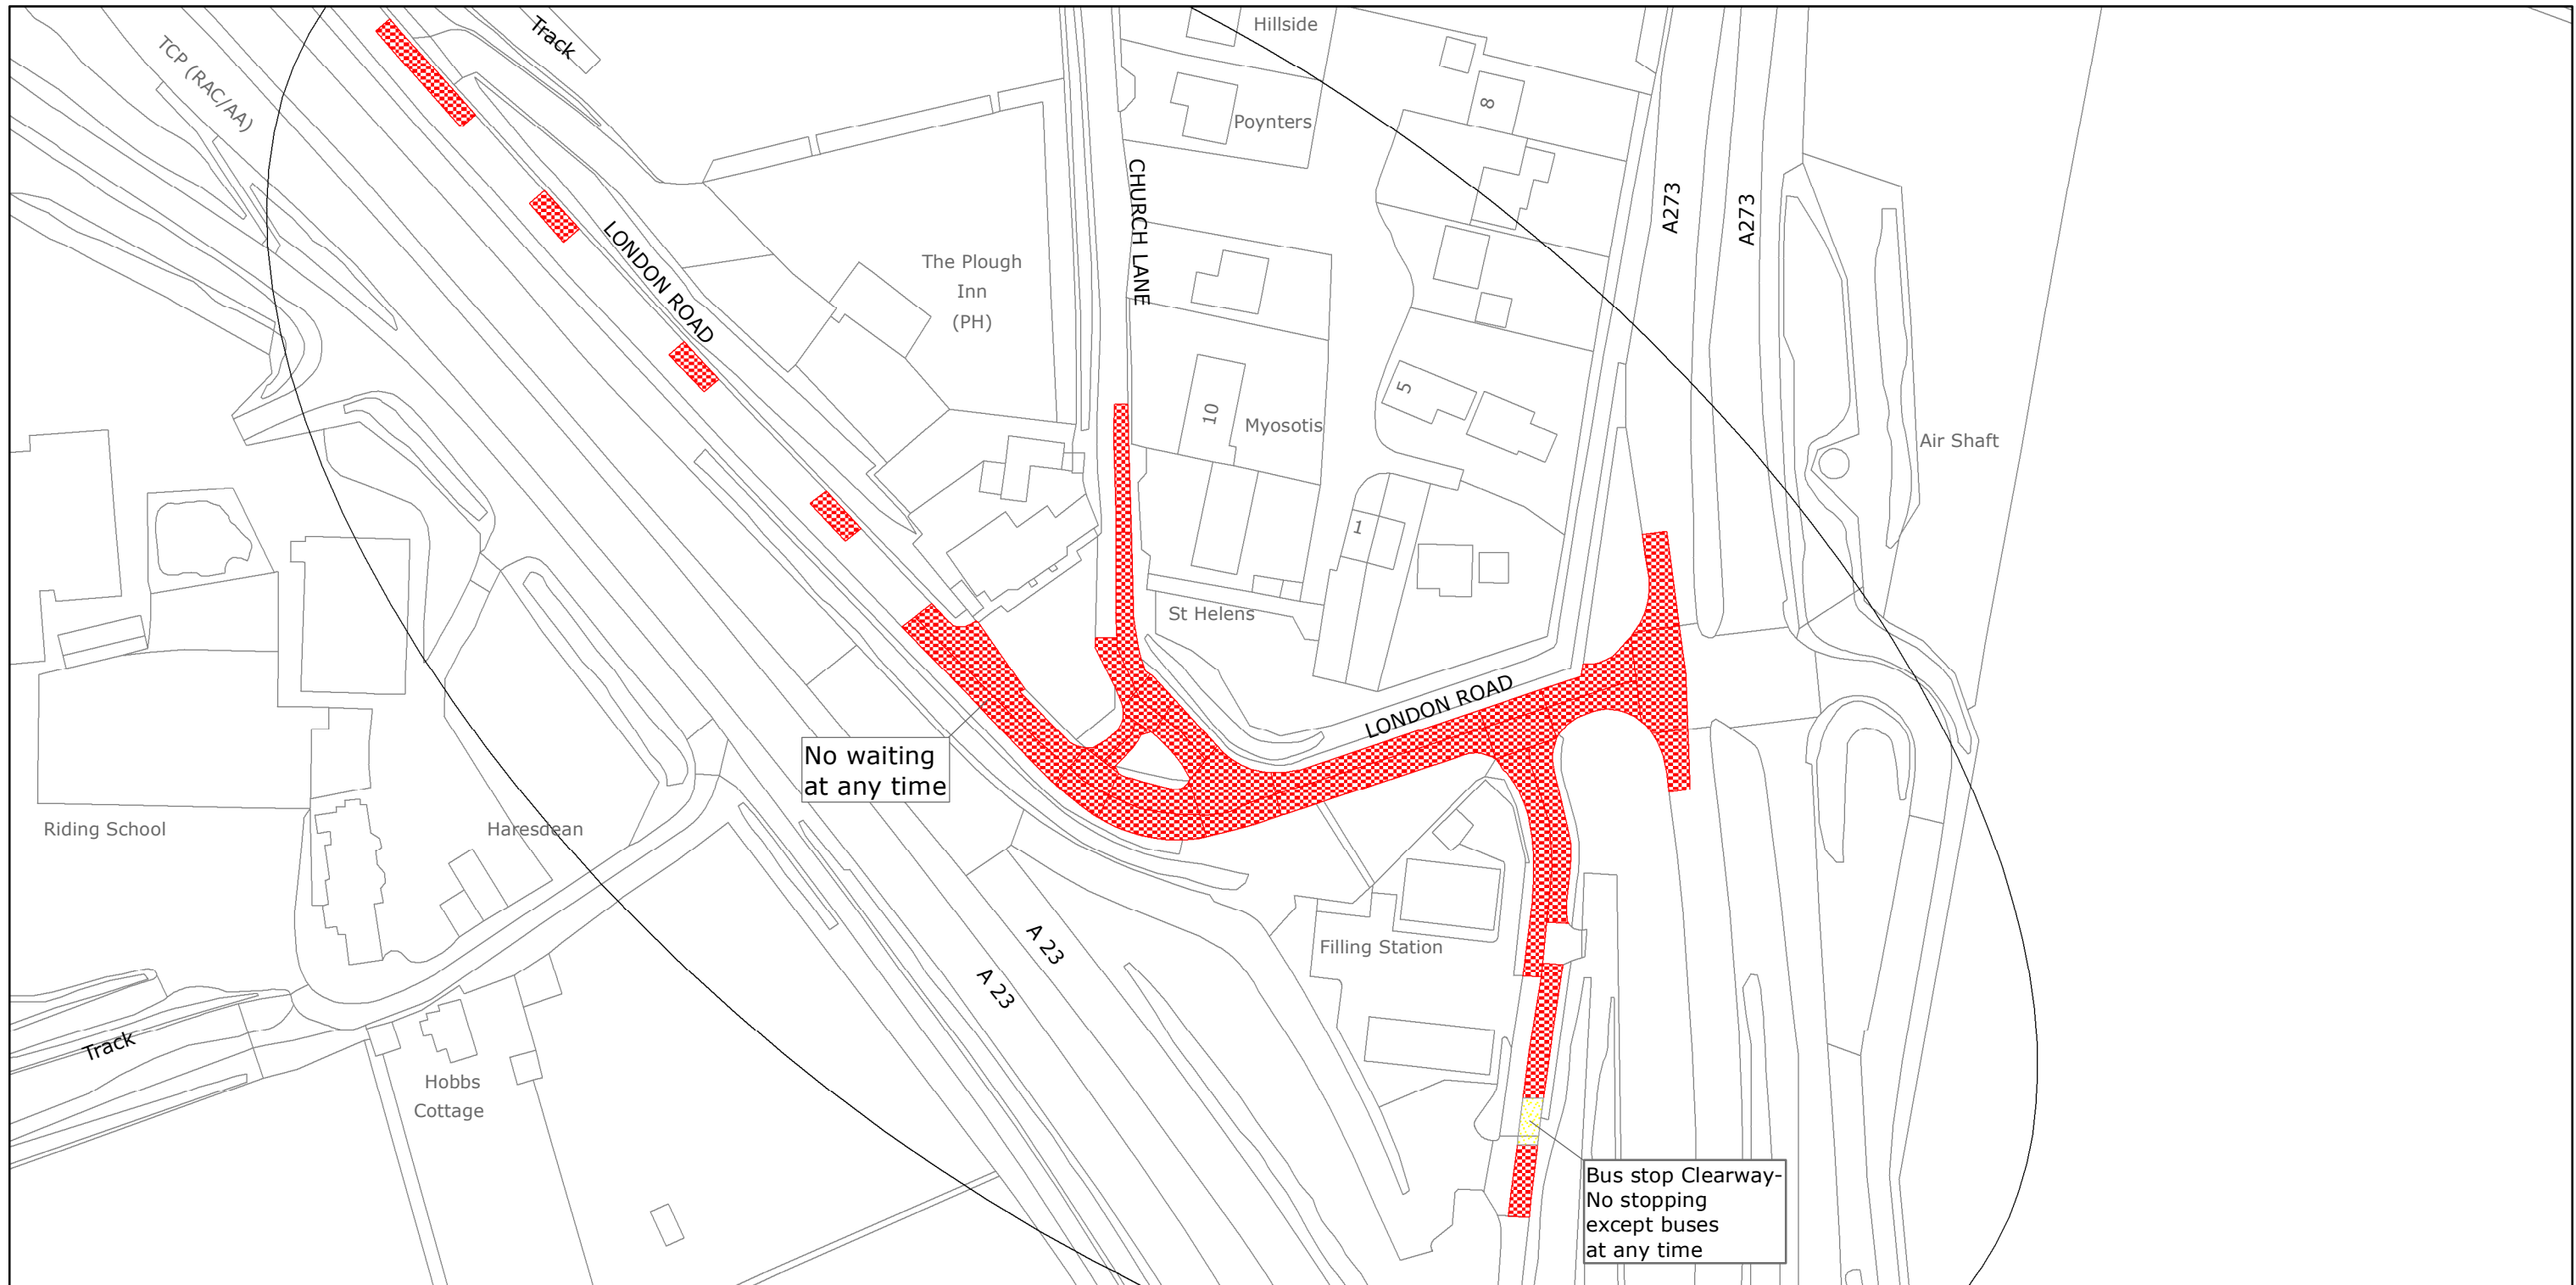 Hillside
Track
TCP (RAC/AA)
8
Poynters
CHURCH LANE
A273
A273
LONDON ROAD
The Plough
Inn
(PH)
5
10
Myosotis
Air Shaft
1
St Helens
LONDON ROAD
No waiting
at any time
Riding School
Haresdean
A 23
A 23
Filling Station
Track
Hobbs
Cottage
Bus stop Clearway-
No stopping
except buses
at any time